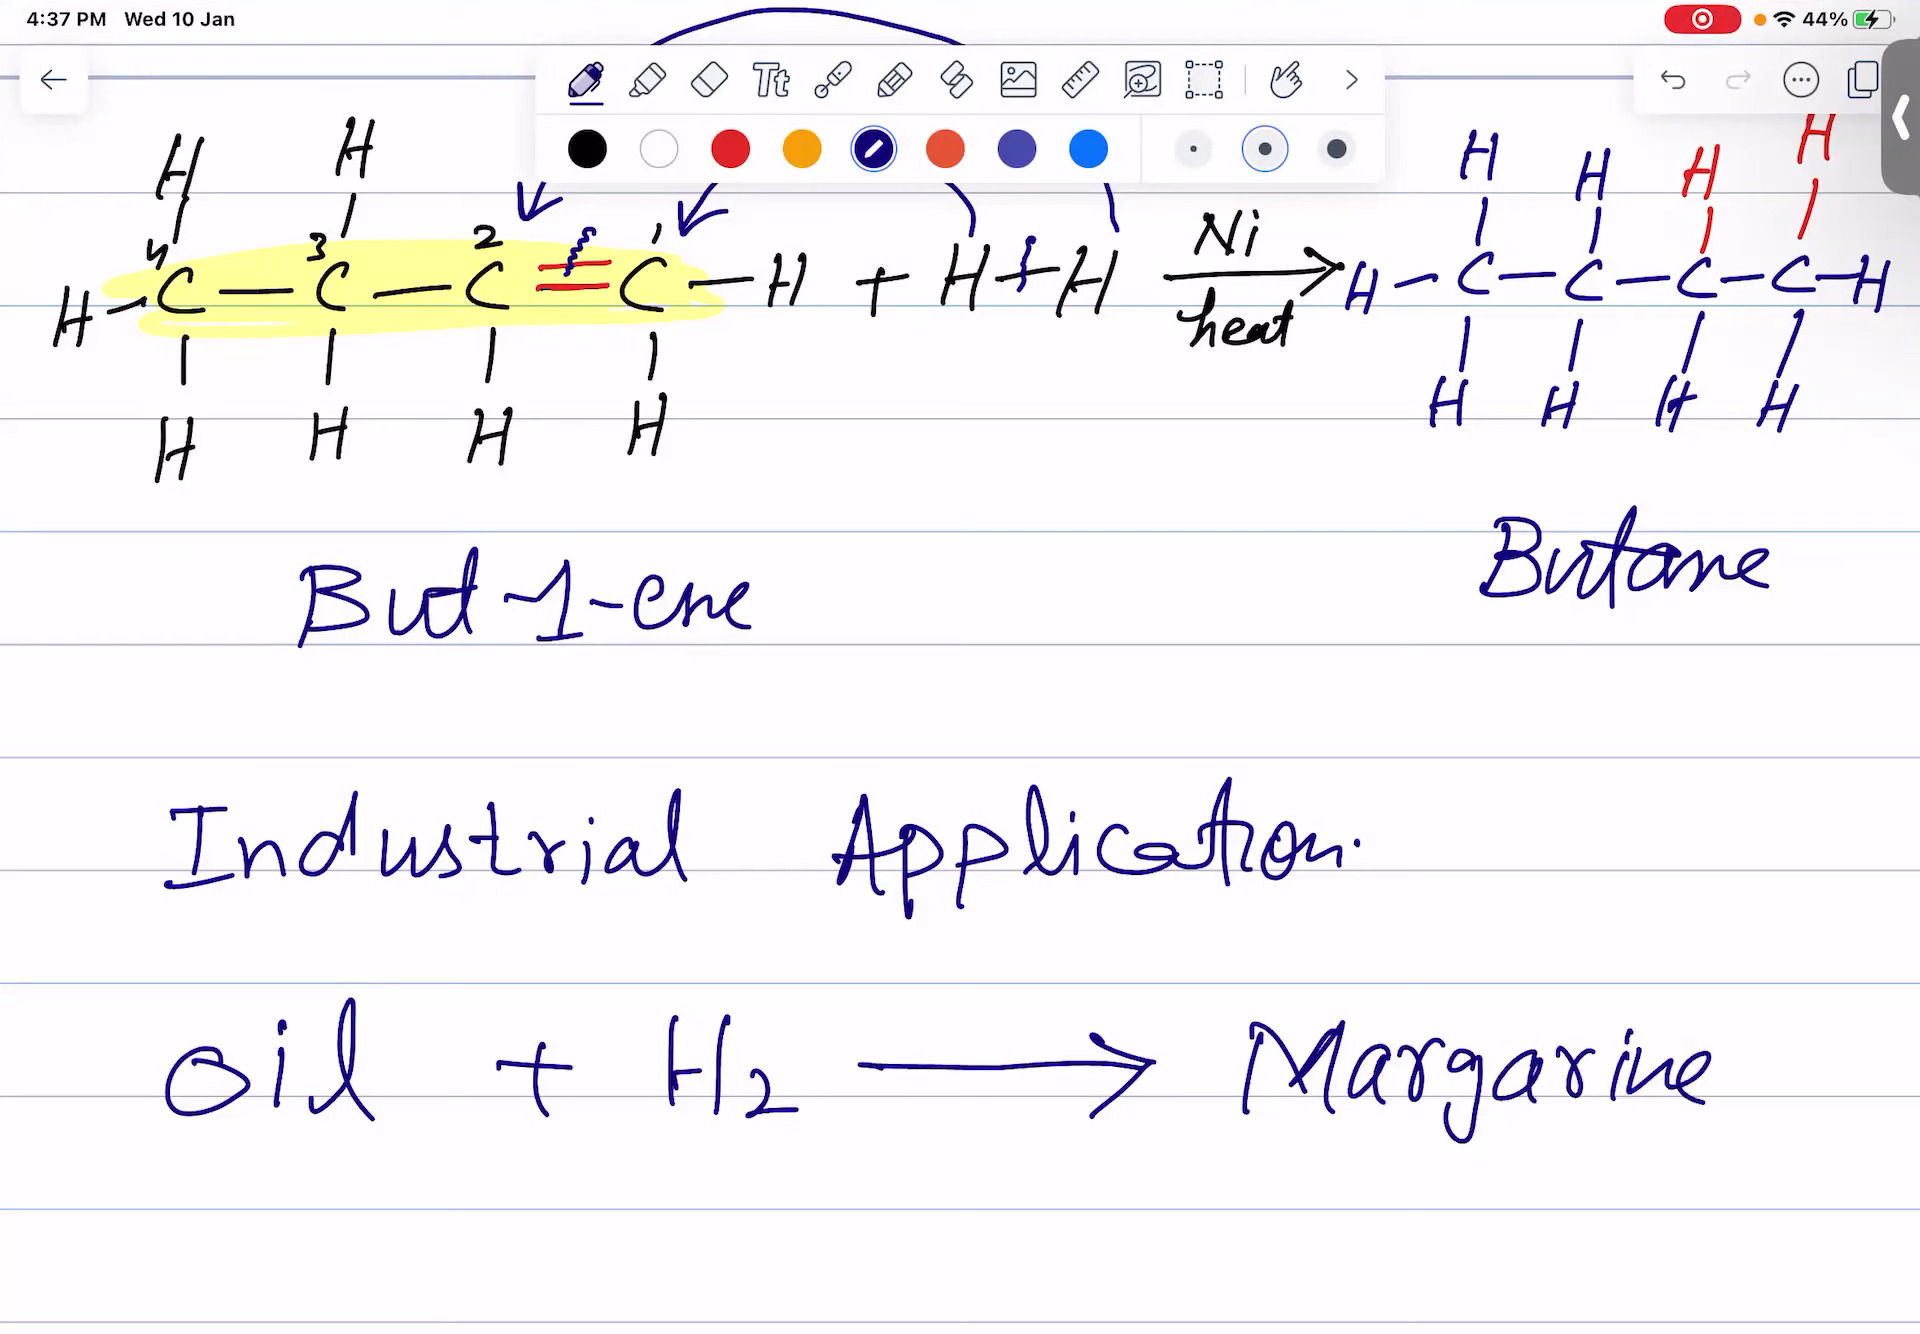 4:37 PM Wed 10 Jan 44%
Tt
H H H H H H
4 3 2 1 Ni
H - C — C — C = C — H + H + H → H - C — C — C - C - H
heat
H H H H H H H H
But-1-ene Butane
Industrial Application.
Oil + H2 → Margarine